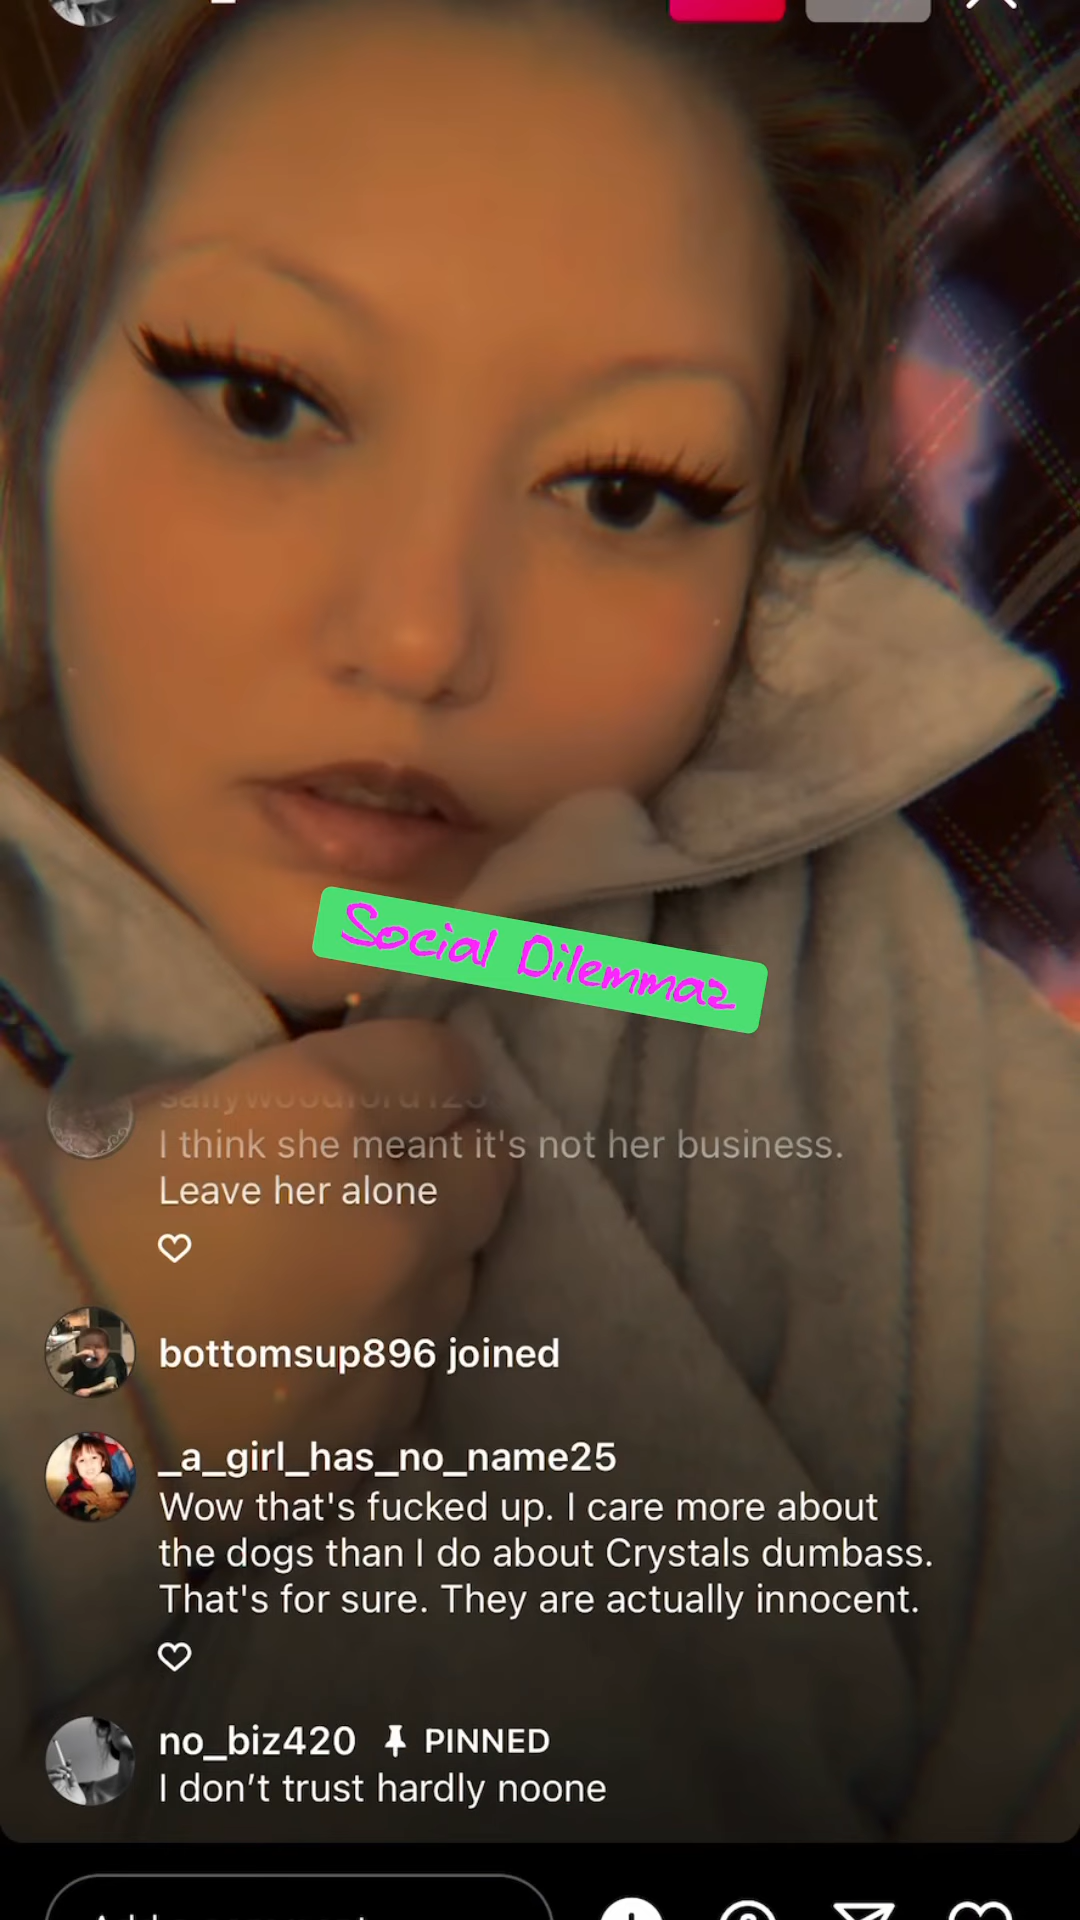 Social Dilemmaz
I think she meant it's not her business.
Leave her alone
bottomsup896 joined
_a_girl_has_no_name25
Wow that's fucked up. I care more about
the dogs than I do about Crystals dumbass.
That's for sure. They are actually innocent.
no_biz420 PINNED
I don’t trust hardly noone